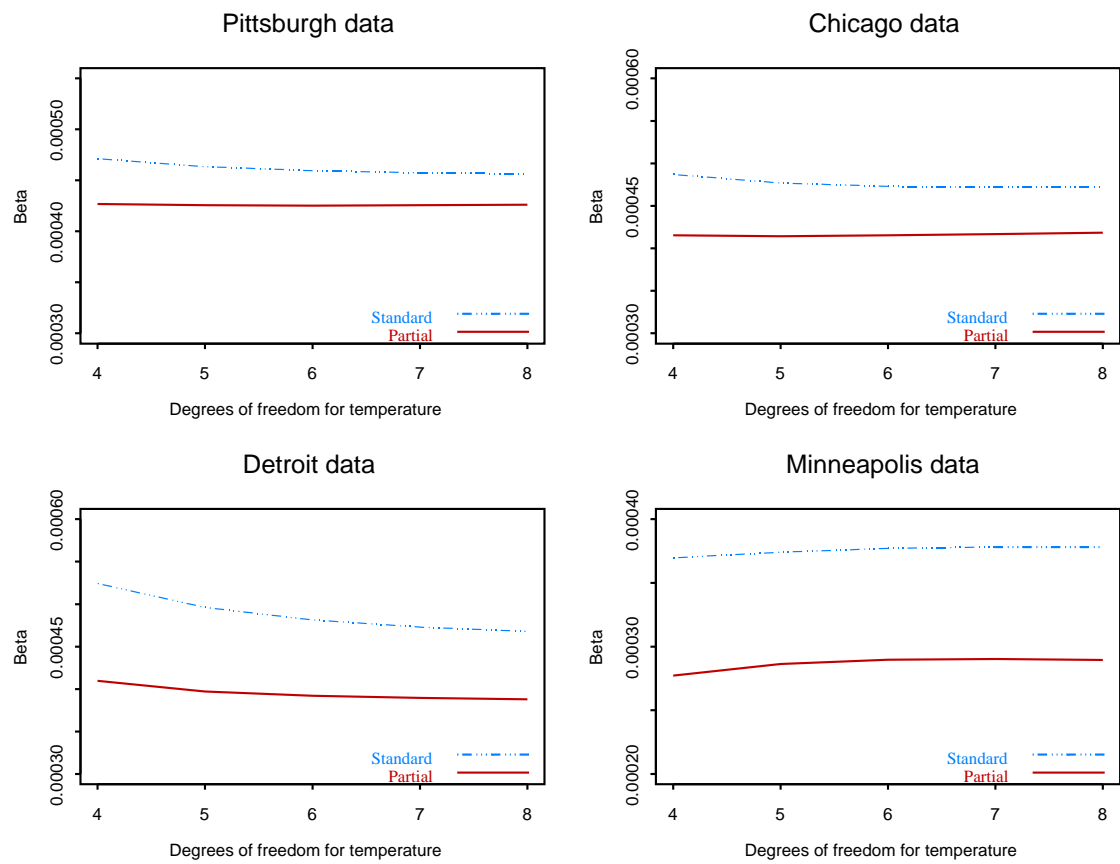 Pittsburgh data
Beta
0.00050
0.00040
0.00030
Standard
Partial
4 5 6 7 8
Degrees of freedom for temperature
Chicago data
Beta
0.00060
0.00045
0.00030
Standard
Partial
4 5 6 7 8
Degrees of freedom for temperature
Detroit data
Beta
0.00060
0.00045
0.00030
Standard
Partial
4 5 6 7 8
Degrees of freedom for temperature
Minneapolis data
Beta
0.00040
0.00030
0.00020
Standard
Partial
4 5 6 7 8
Degrees of freedom for temperature